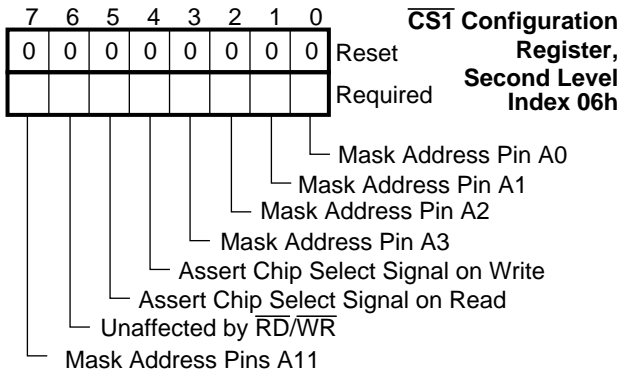 7 6 5 4 3 2 1 0
0 0 0 0 0 0 0 0 Reset
Required
C̅S̅1̅ Configuration
Register,
Second Level
Index 06h
Mask Address Pin A0
Mask Address Pin A1
Mask Address Pin A2
Mask Address Pin A3
Assert Chip Select Signal on Write
Assert Chip Select Signal on Read
Unaffected by R̅D̅/W̅R̅
Mask Address Pins A11